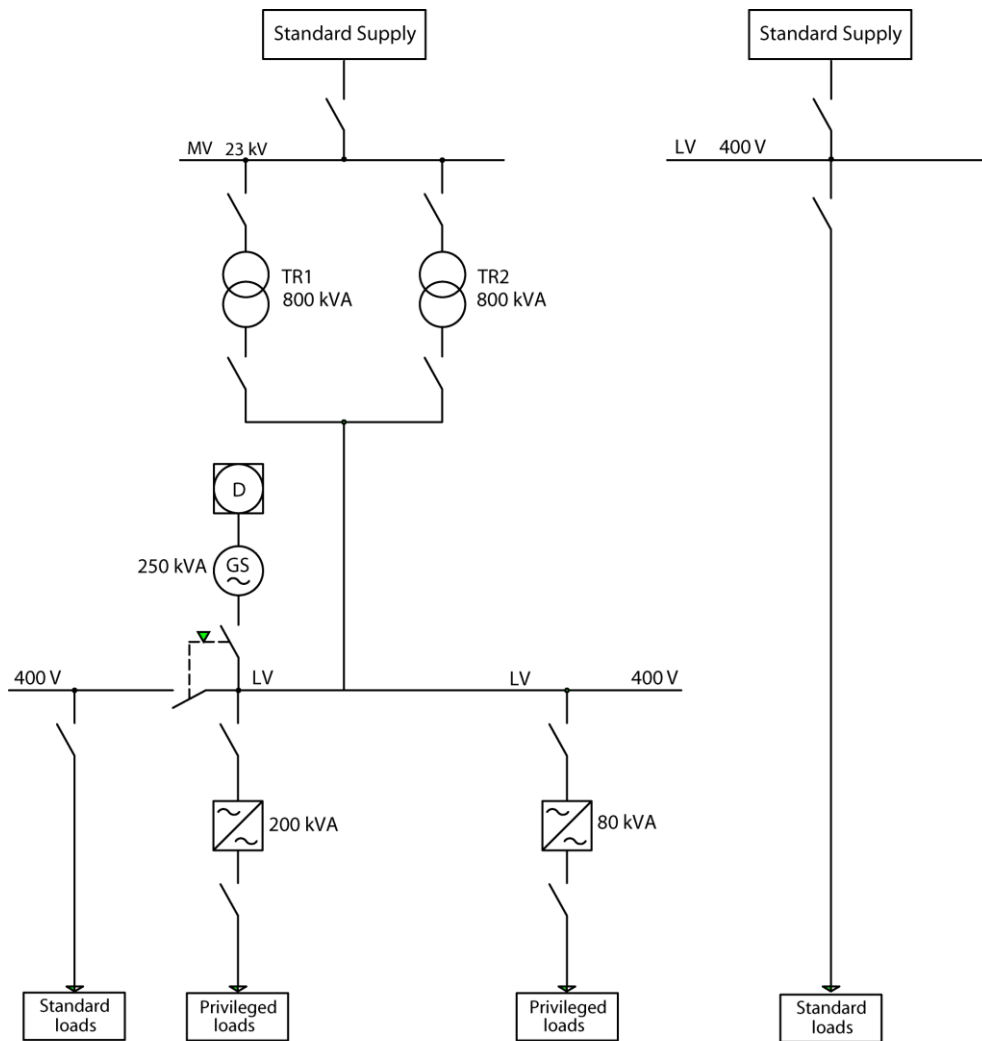 Standard Supply
Standard Supply
MV 23 kV
LV 400 V
TR1
800 kVA
TR2
800 kVA
D
250 kVA
GS
400 V
LV
LV
400 V
200 kVA
80 kVA
Standard
loads
Privileged
loads
Privileged
loads
Standard
loads